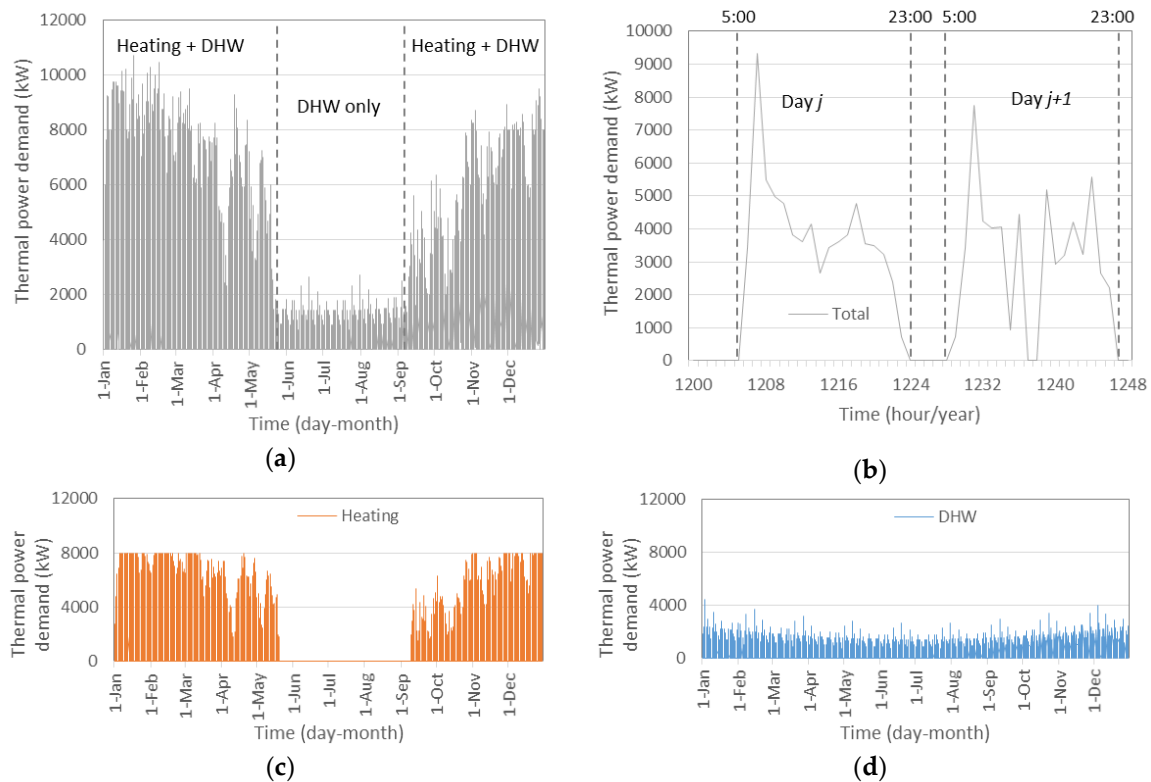 12000
10000
8000
6000
4000
2000
0
Thermal power demand (kW)
Heating + DHW
DHW only
Heating + DHW
1-Jan
1-Feb
1-Mar
1-Apr
1-May
1-Jun
1-Jul
1-Aug
1-Sep
1-Oct
1-Nov
1-Dec
Time (day-month)
(a)
5:00
23:00
5:00
23:00
10000
9000
8000
7000
6000
5000
4000
3000
2000
1000
0
Thermal power demand (kW)
Day j
Day j+1
Total
1200
1208
1216
1224
1232
1240
1248
Time (hour/year)
(b)
12000
8000
4000
0
Thermal power
demand (kW)
Heating
1-Jan
1-Feb
1-Mar
1-Apr
1-May
1-Jun
1-Jul
1-Aug
1-Sep
1-Oct
1-Nov
1-Dec
Time (day-month)
(c)
12000
8000
4000
0
Thermal power
demand (kW)
DHW
1-Jan
1-Feb
1-Mar
1-Apr
1-May
1-Jun
1-Jul
1-Aug
1-Sep
1-Oct
1-Nov
1-Dec
Time (day-month)
(d)